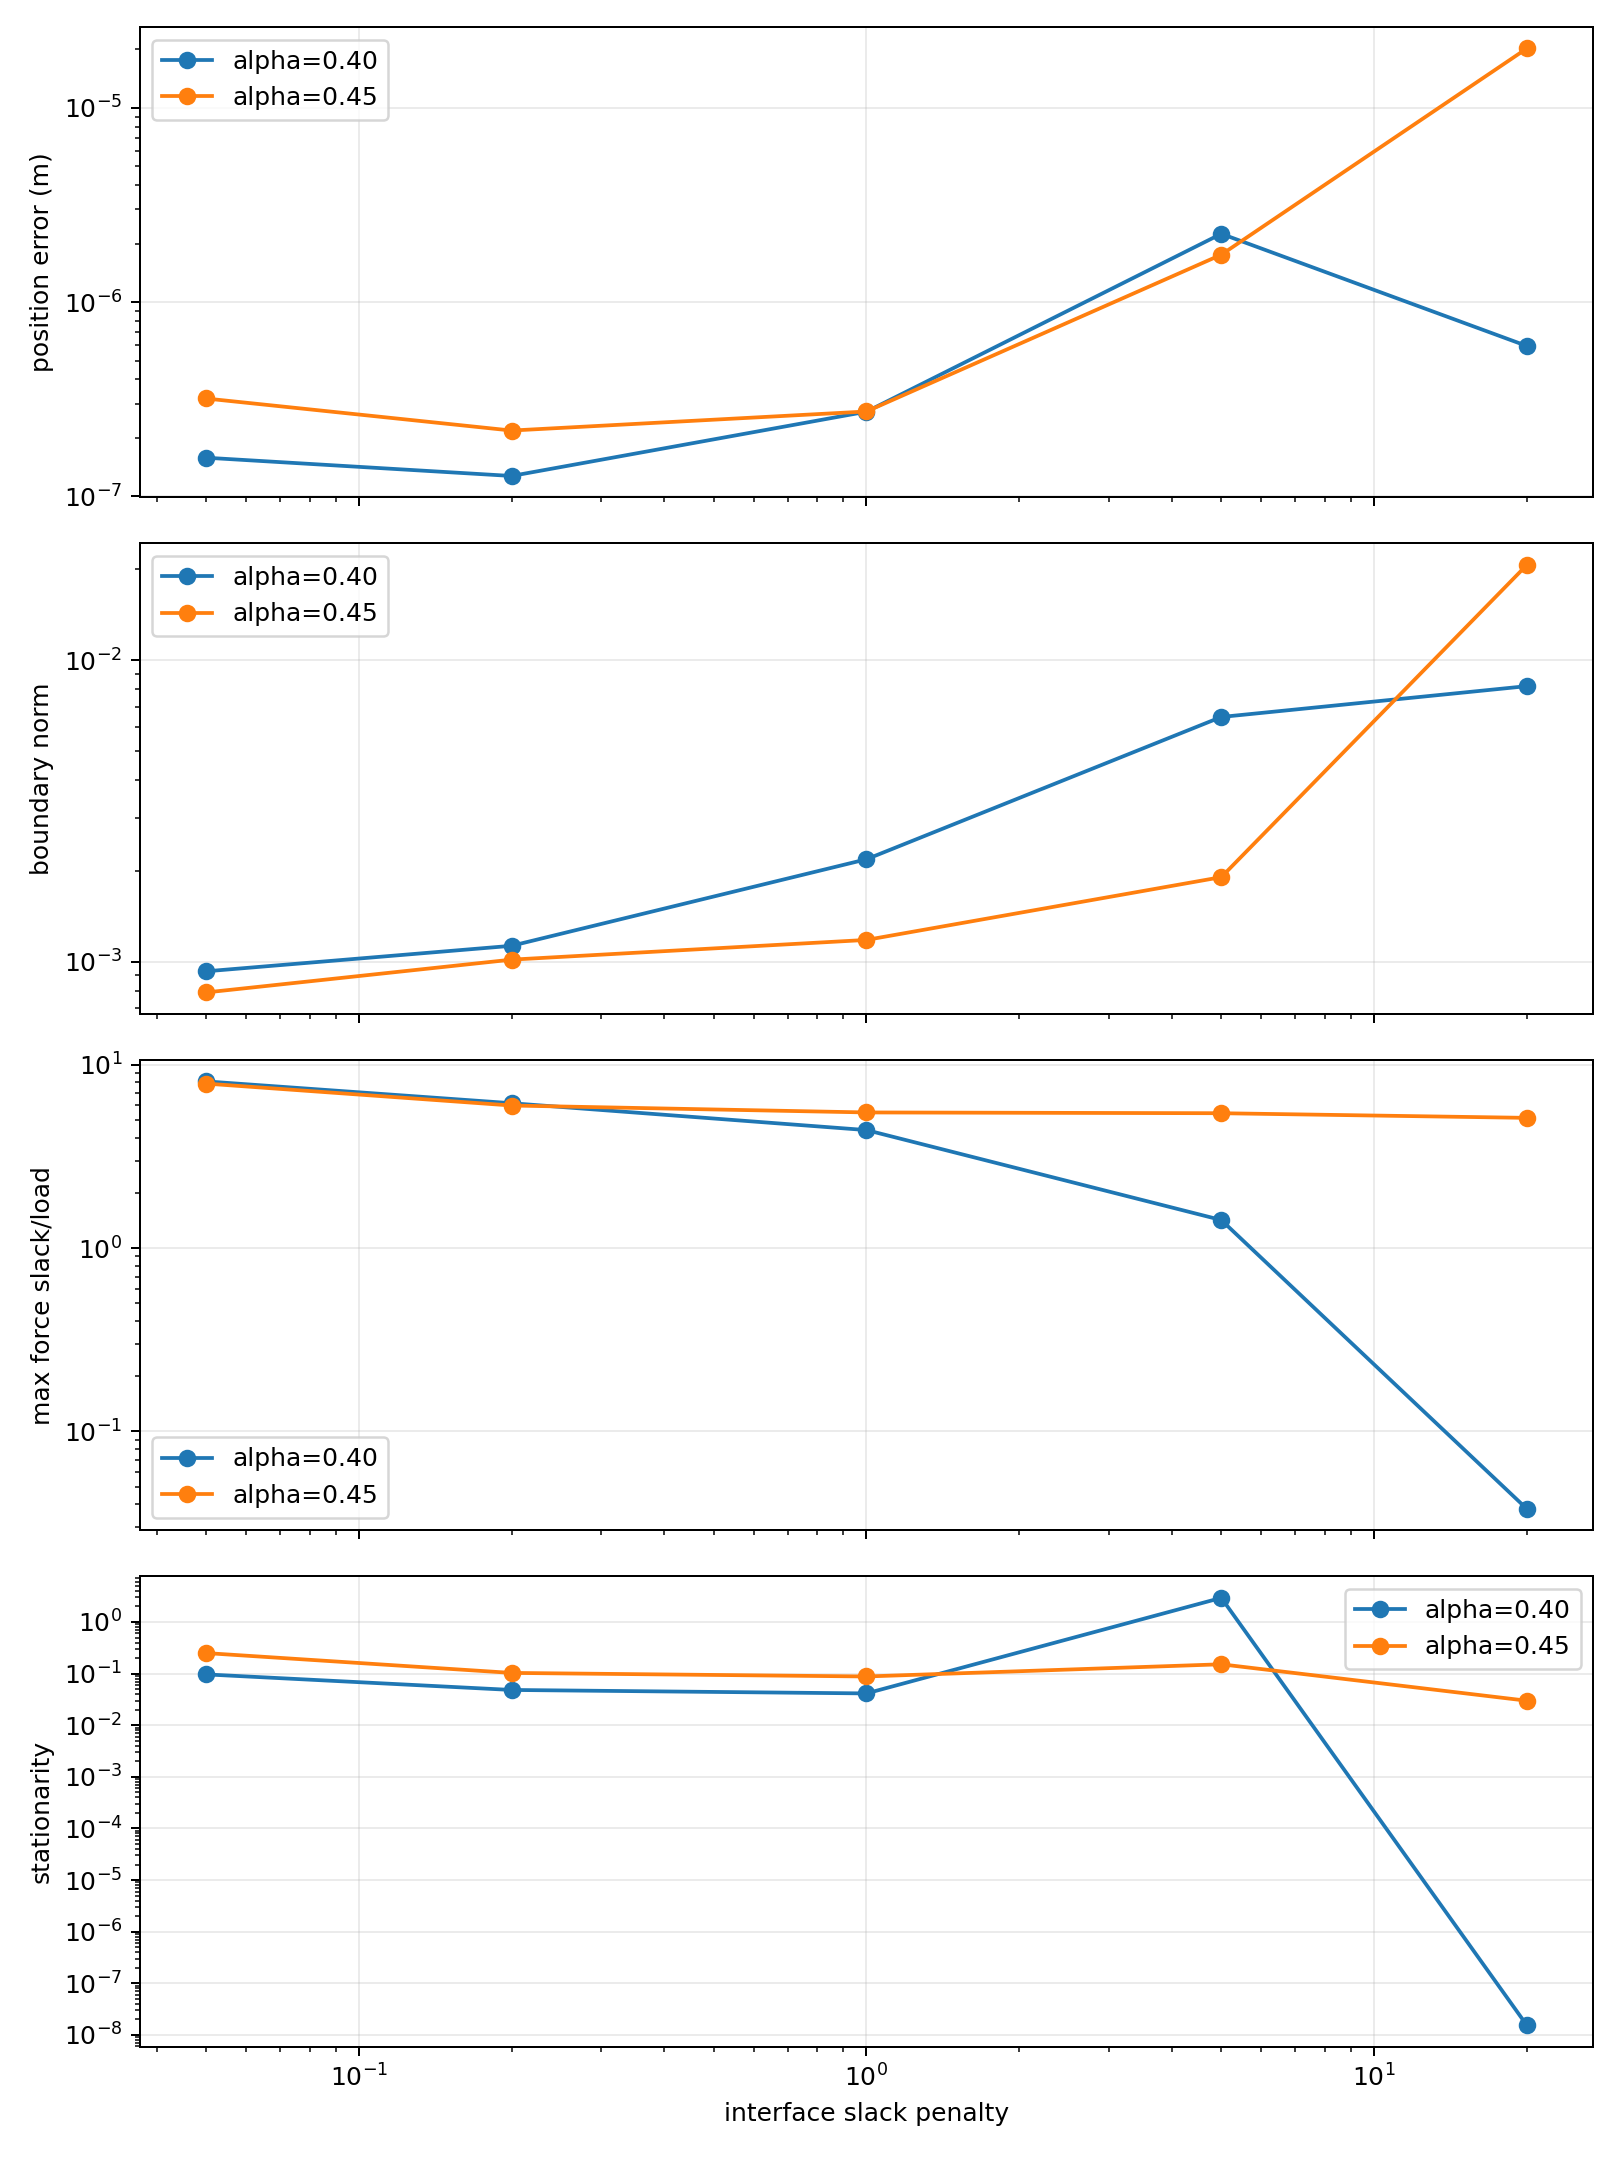 alpha=0.40
alpha=0.45
10⁻⁵
10⁻⁶
10⁻⁷
position error (m)
alpha=0.40
alpha=0.45
10⁻²
10⁻³
boundary norm
10¹
10⁰
10⁻¹
max force slack/load
alpha=0.40
alpha=0.45
alpha=0.40
alpha=0.45
10⁰
10⁻¹
10⁻²
10⁻³
10⁻⁴
10⁻⁵
10⁻⁶
10⁻⁷
10⁻⁸
stationarity
10⁻¹ 10⁰ 10¹
interface slack penalty